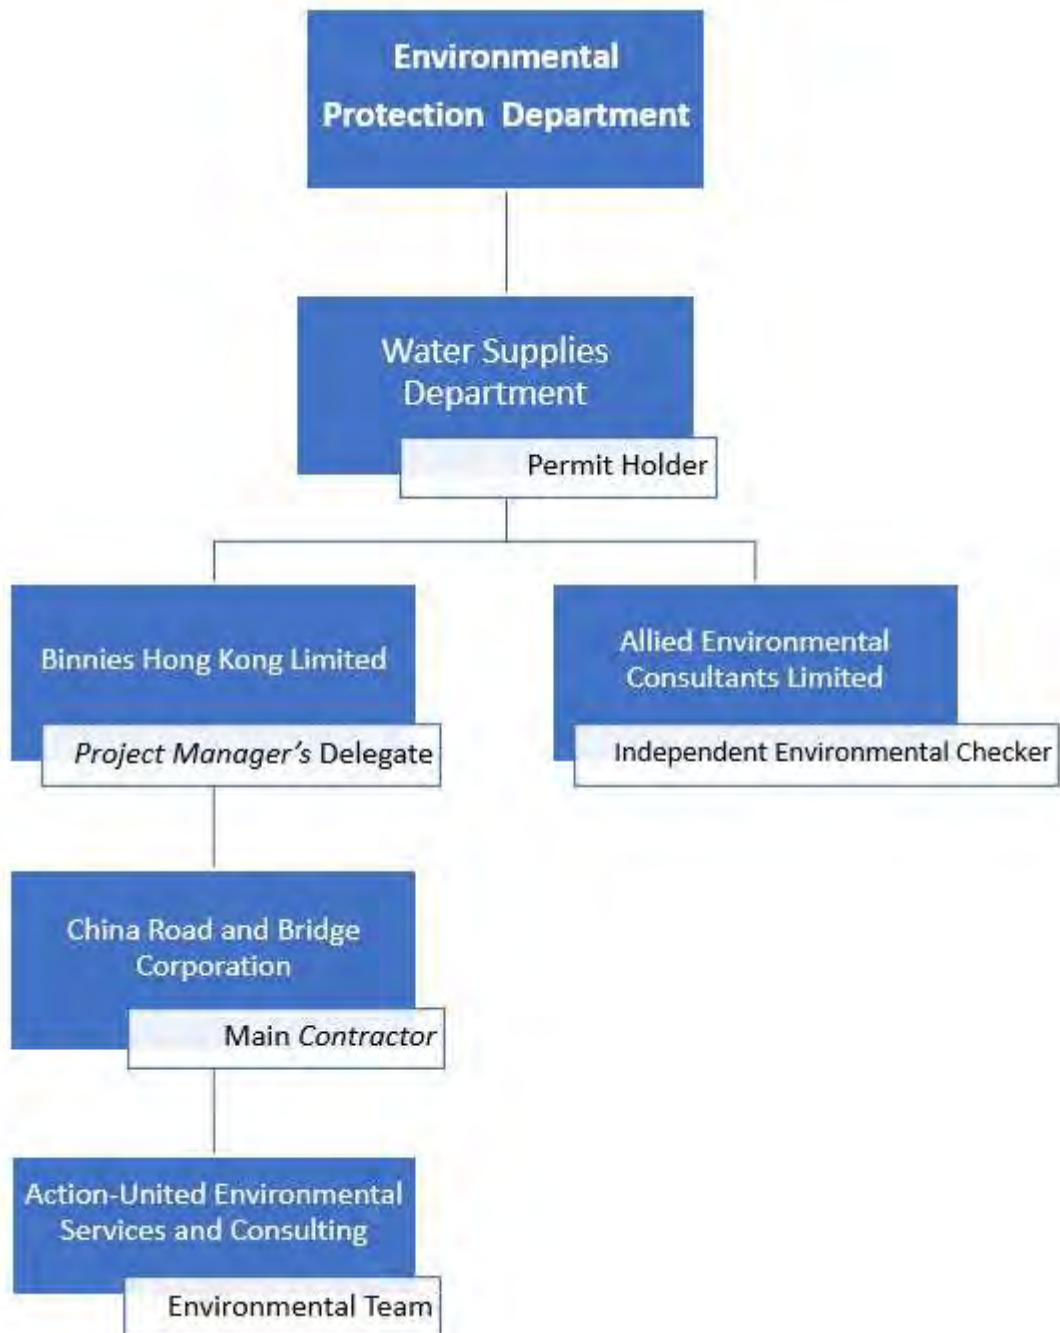 Environmental
Protection Department
Water Supplies
Department
Permit Holder
Binnies Hong Kong Limited
Project Manager's Delegate
Allied Environmental
Consultants Limited
Independent Environmental Checker
China Road and Bridge
Corporation
Main Contractor
Action-United Environmental
Services and Consulting
Environmental Team